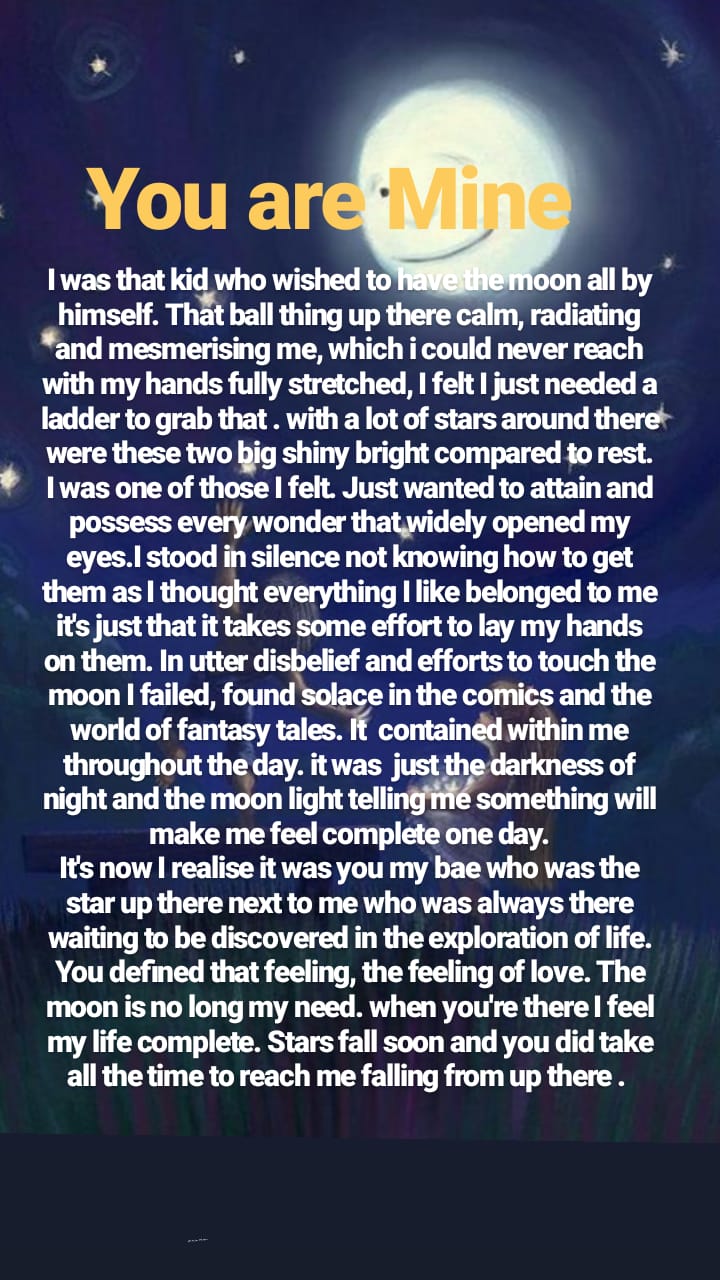 You are Mine
I was that kid who wished to have the moon all by
himself. That ball thing up there calm, radiating
and mesmerising me, which i could never reach
with my hands fully stretched, I felt I just needed a
ladder to grab that . with a lot of stars around there
were these two big shiny bright compared to rest.
I was one of those I felt. Just wanted to attain and
possess every wonder that widely opened my
eyes.I stood in silence not knowing how to get
them as I thought everything I like belonged to me
it's just that it takes some effort to lay my hands
on them. In utter disbelief and efforts to touch the
moon I failed, found solace in the comics and the
world of fantasy tales. It  contained within me
throughout the day. it was  just the darkness of
night and the moon light telling me something will
make me feel complete one day.
It's now I realise it was you my bae who was the
star up there next to me who was always there
waiting to be discovered in the exploration of life.
You defined that feeling, the feeling of love. The
moon is no long my need. when you're there I feel
my life complete. Stars fall soon and you did take
all the time to reach me falling from up there .